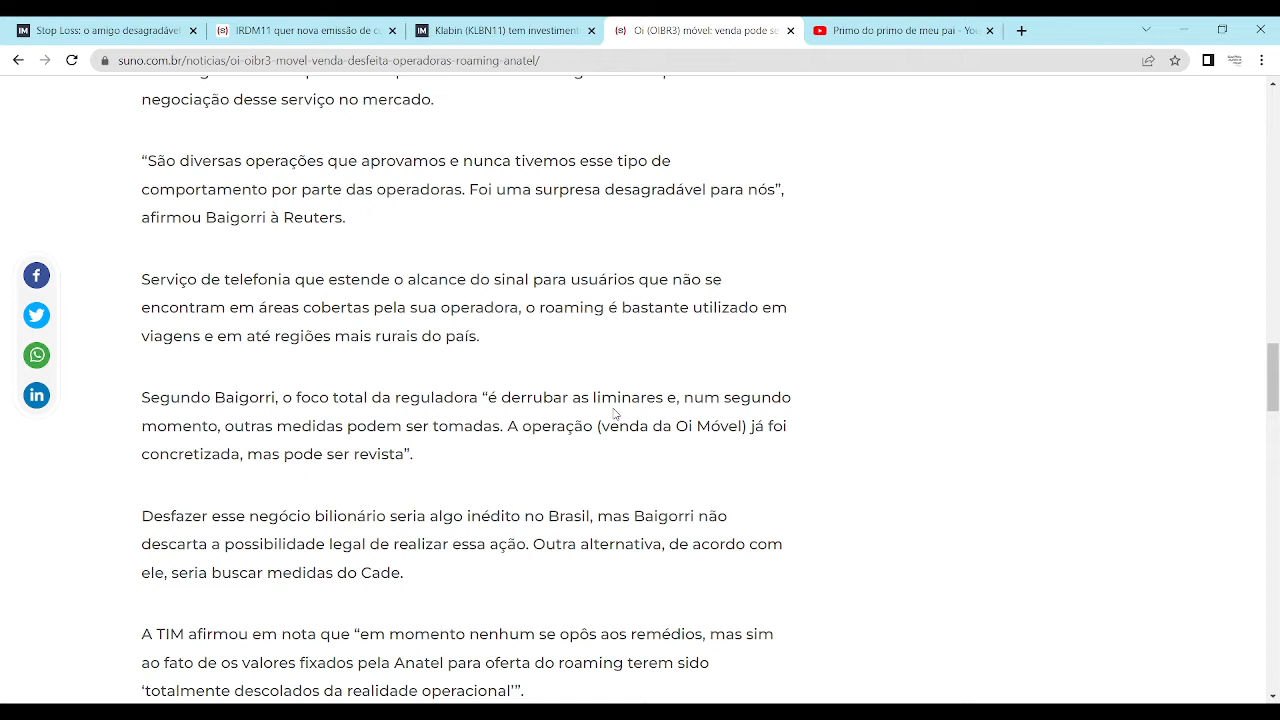 Stop Loss: o amigo desagradável
IRDM11 quer nova emissão de c
Klabin (KLBN11) tem investiment
Oi (OIBR3) móvel: venda pode se
Primo do primo de meu pai - You
suno.com.br/noticias/oi-oibr3-movel-venda-desfeita-operadoras-roaming-anatel/
negociação desse serviço no mercado.
“São diversas operações que aprovamos e nunca tivemos esse tipo de
comportamento por parte das operadoras. Foi uma surpresa desagradável para nós”,
afirmou Baigorri à Reuters.
Serviço de telefonia que estende o alcance do sinal para usuários que não se
encontram em áreas cobertas pela sua operadora, o roaming é bastante utilizado em
viagens e em até regiões mais rurais do país.
Segundo Baigorri, o foco total da reguladora “é derrubar as liminares e, num segundo
momento, outras medidas podem ser tomadas. A operação (venda da Oi Móvel) já foi
concretizada, mas pode ser revista”.
Desfazer esse negócio bilionário seria algo inédito no Brasil, mas Baigorri não
descarta a possibilidade legal de realizar essa ação. Outra alternativa, de acordo com
ele, seria buscar medidas do Cade.
A TIM afirmou em nota que “em momento nenhum se opôs aos remédios, mas sim
ao fato de os valores fixados pela Anatel para oferta do roaming terem sido
‘totalmente descolados da realidade operacional’”.